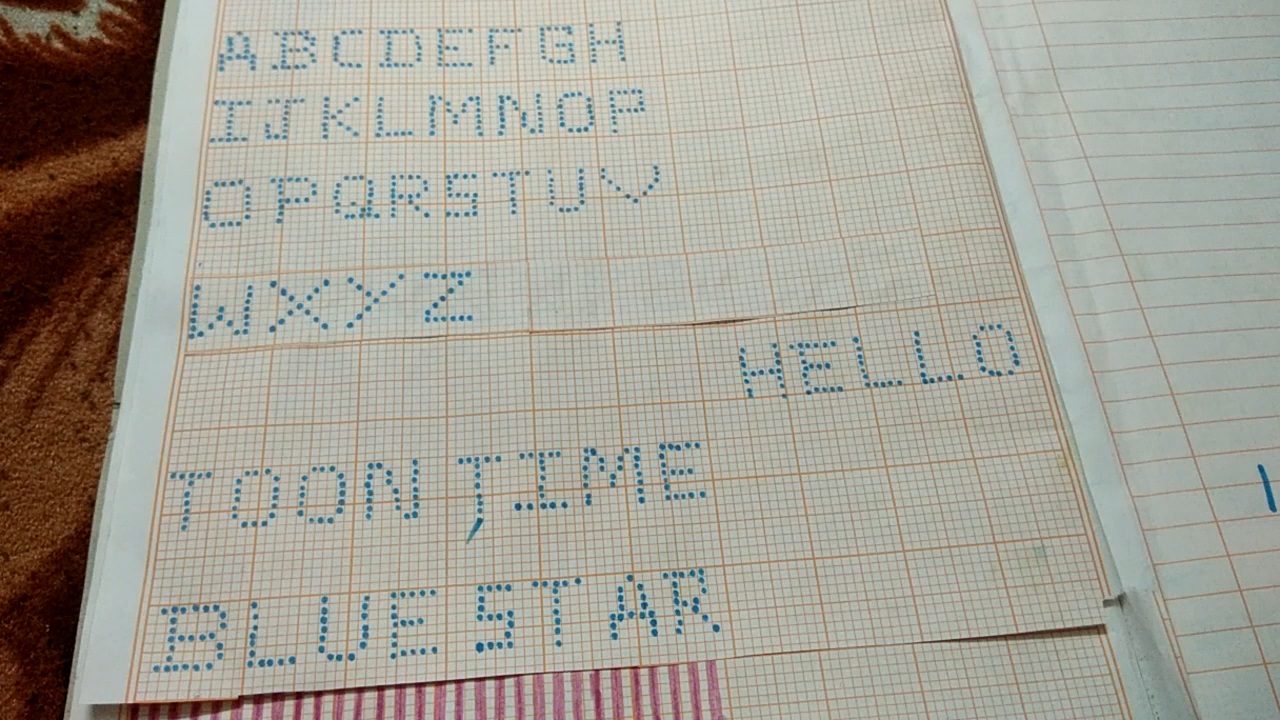 ABCDEFGH
IJKLMNOP
OPQRSTUV
WXYZ
HELLO
TOON TIME
BLUE STAR